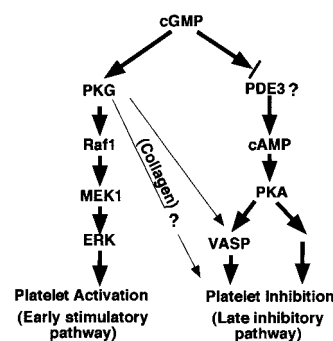 cGMP
PKG
PDE3?
Raf1
(Collagen)
?
cAMP
MEK1
PKA
ERK
VASP
Platelet Activation
(Early stimulatory
pathway)
Platelet Inhibition
(Late inhibitory
pathway)